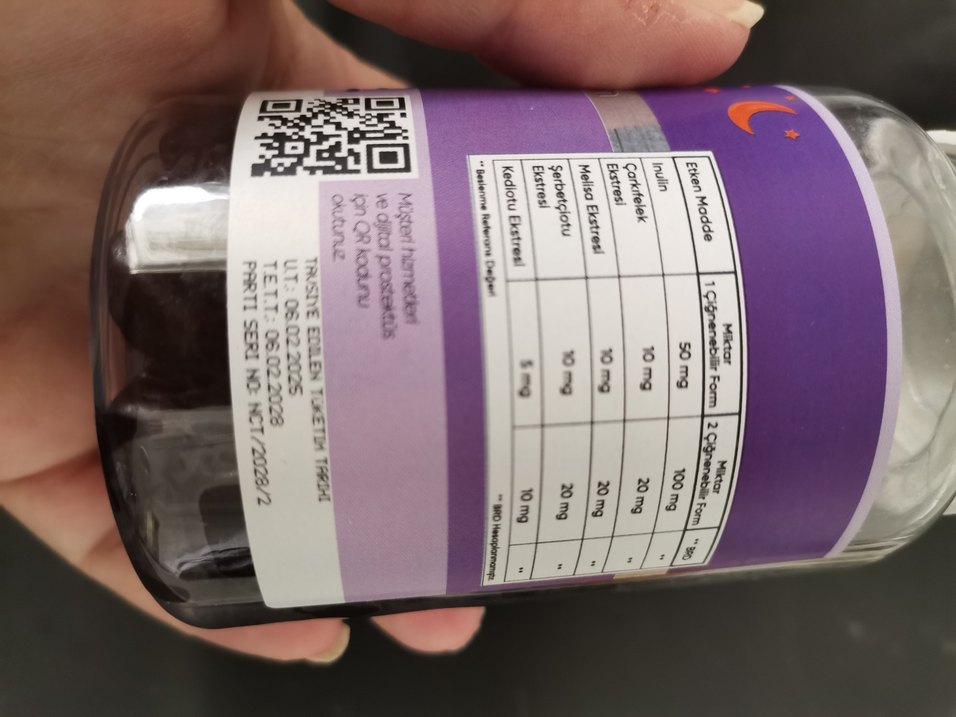 Etken Madde Miktar 1 Çiğnenebilir Form Miktar 2 Çiğnenebilir Form ** BRD
Inulin 50 mg 100 mg **
Çarkıfelek Ekstresi 10 mg 20 mg **
Melisa Ekstresi 10 mg 20 mg **
Şerbetçiotu Ekstresi 10 mg 20 mg **
Kediotu Ekstresi 5 mg 10 mg **
** Beslenme Referans Değeri ** BRD Hesaplanmamıştır.
Müşteri hizmetleri
ve dijital prostektüs
için QR kodunu
okutunuz.
TAVSİYE EDİLEN TÜKETİM TARİHİ
U.T.: 06.02.2025
T.E.T.T.: 06.02.2028
PARTİ SERİ NO: NCT/2028/2